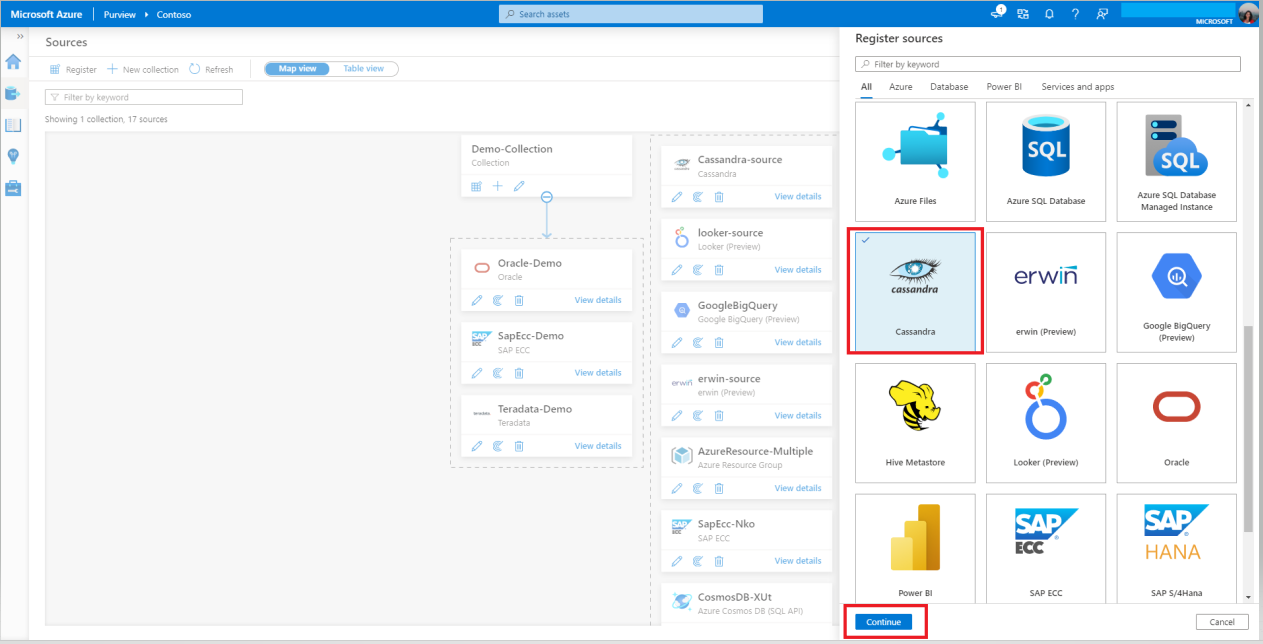 Microsoft Azure
Purview
Contoso
Search assets
1
MICROSOFT
Sources
Register
New collection
Refresh
Map view
Table view
Filter by keyword
Showing 1 collection, 17 sources
Demo-Collection
Collection
Oracle-Demo
Oracle
View details
SAP
ECC
SapEcc-Demo
SAP ECC
View details
teradata.
Teradata-Demo
Teradata
View details
Cassandra-source
Cassandra
View details
looker-source
Looker (Preview)
View details
GoogleBigQuery
Google BigQuery (Preview)
View details
erwin
erwin-source
erwin (Preview)
View details
AzureResource-Multiple
Azure Resource Group
View details
SAP
ECC
SapEcc-Nko
SAP ECC
View details
CosmosDB-XUt
Azure Cosmos DB (SQL API)
Register sources
Filter by keyword
All
Azure
Database
Power BI
Services and apps
Azure Files
SQL
Azure SQL Database
SQL
Azure SQL Database
Managed Instance
cassandra
Cassandra
erwin
erwin (Preview)
Google BigQuery
(Preview)
Hive Metastore
Looker (Preview)
Oracle
Power BI
SAP
ECC
SAP ECC
SAP
HANA
SAP S/4Hana
Continue
Cancel